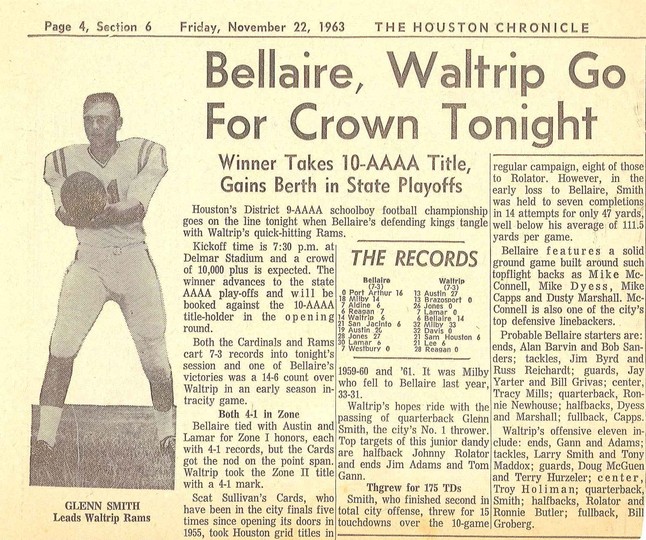 Page 4, Section 6 Friday, November 22, 1963 THE HOUSTON CHRONICLE
Bellaire, Waltrip Go
For Crown Tonight
Winner Takes 10-AAAA Title,
Gains Berth in State Playoffs
Houston's District 9-AAAA schoolboy football championship
goes on the line tonight when Bellaire's defending kings tangle
with Waltrip's quick-hitting Rams.
Kickoff time is 7:30 p.m. at
Delmar Stadium and a crowd
of 10,000 plus is expected. The
winner advances to the state
AAAA play-offs and will be
booked against the 10-AAAA
title-holder in the opening
round.
Both the Cardinals and Rams
cart 7-3 records into tonight's
session and one of Bellaire's
victories was a 14-6 count over
Waltrip in an early season in-
tracity game.
Both 4-1 in Zone
Bellaire tied with Austin and
Lamar for Zone I honors, each
with 4-1 records, but the Cards
got the nod on the point span.
Waltrip took the Zone II title
with a 4-1 mark.
Scat Sullivan's Cards, who
have been in the city finals five
times since opening its doors in
1955, took Houston grid titles in
THE RECORDS
Bellaire Waltrip
(7-3) (7-3)
0 Port Arthur 16 13 Austin 27
18 Milby 14 13 Brazosport 0
7 Aldine 6 26 Jones 0
6 Reagan 7 7 Lamar 0
14 Waltrip 6 6 Bellaire 14
21 San Jacinto 6 32 Milby 33
19 Austin 32 Davis 0
28 Jones 27 21 Sam Houston 6
30 Lamar 6 21 Lee 6
7 Westbury 0 28 Reagan 0
1959-60 and '61. It was Milby
who fell to Bellaire last year,
33-31.
Waltrip's hopes ride with the
passing of quarterback Glenn
Smith, the city's No. 1 thrower.
Top targets of this junior dandy
are halfback Johnny Rolator
and ends Jim Adams and Tom
Gann.
Thgrew for 175 TDs
Smith, who finished second in
total city offense, threw for 15
touchdowns over the 10-game
regular campaign, eight of those
to Rolator. However, in the
early loss to Bellaire, Smith
was held to seven completions
in 14 attempts for only 47 yards,
well below his average of 111.5
yards per game.
Bellaire features a solid
ground game built around such
topflight backs as Mike Mc-
Connell, Mike Dyess, Mike
Capps and Dusty Marshall. Mc-
Connell is also one of the city's
top defensive linebackers.
Probable Bellaire starters are:
ends, Alan Barvin and Bob San-
ders; tackles, Jim Byrd and
Russ Reichardt; guards, Jay
Yarter and Bill Grivas; center,
Tracy Mills; quarterback, Ron-
nie Newhouse; halfbacks, Dyess
and Marshall; fullback, Capps.
Waltrip's offensive eleven in-
clude: ends, Gann and Adams;
tackles, Larry Smith and Tony
Maddox; guards, Doug McGuen
and Terry Hurzeler; center,
Troy Holiman; quarterback,
Smith; halfbacks, Rolator and
Ronnie Butler; fullback, Bill
Groberg.
GLENN SMITH
Leads Waltrip Rams